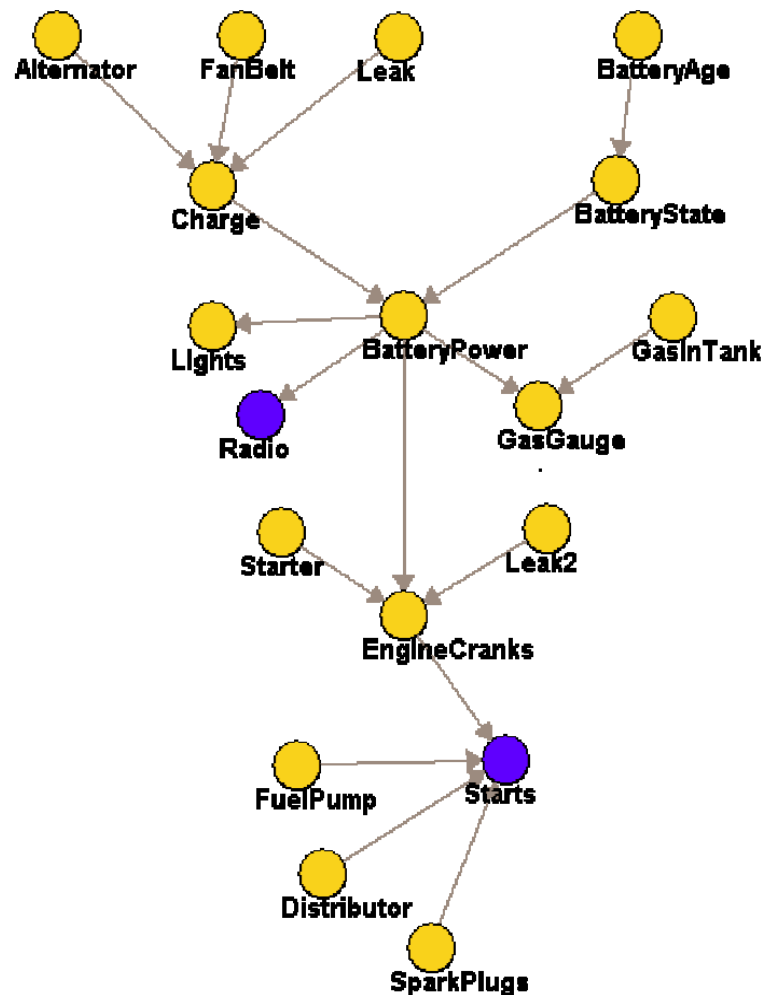 Alternator
FanBelt
Leak
BatteryAge
Charge
BatteryState
Lights
BatteryPower
GasInTank
Radio
GasGauge
Starter
Leak2
EngineCranks
FuelPump
Starts
Distributor
SparkPlugs